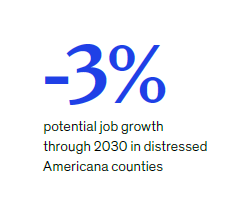 -3%
potential job growth
through 2030 in distressed
Americana counties